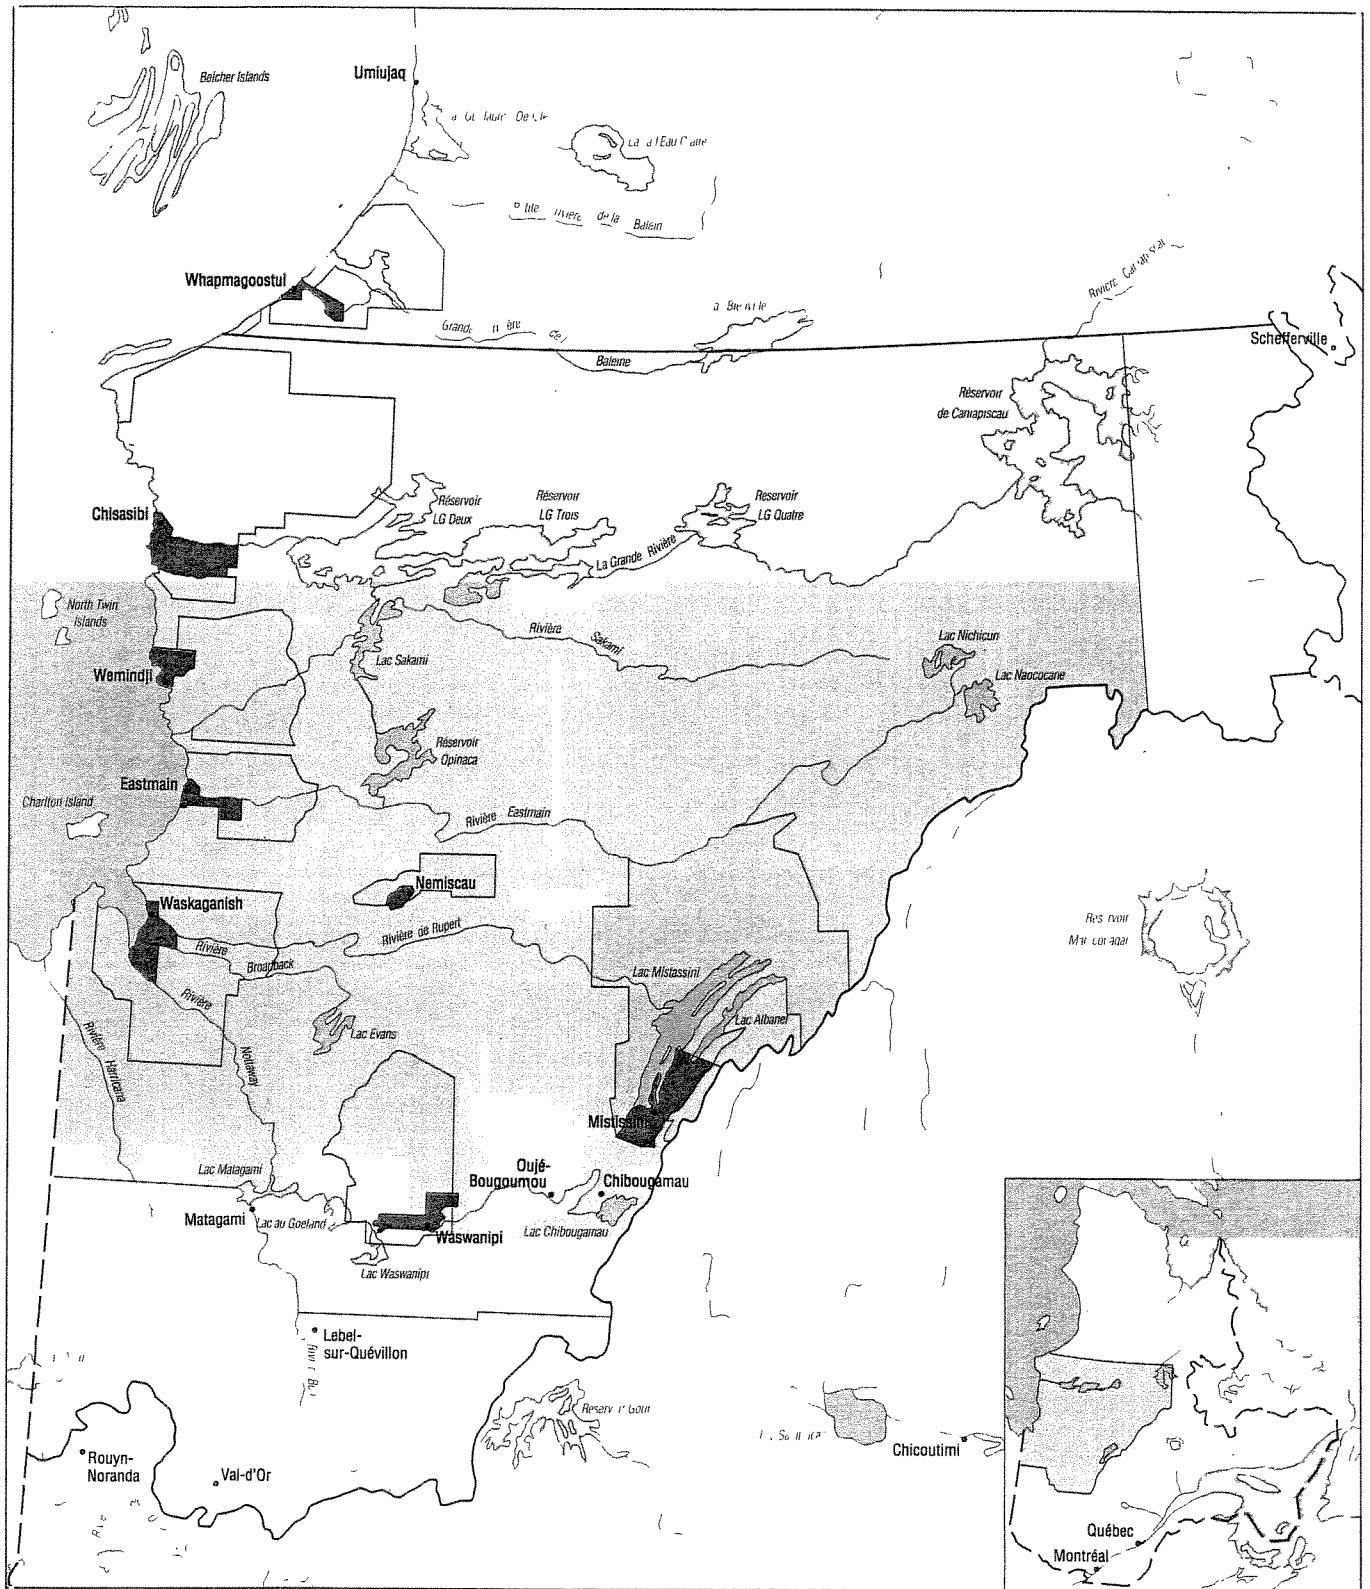 Belcher Islands
Umiujaq
Whapmagoostui
Grande
Baleine
Schefferville
Réservoir
de Caniapiscau
Chisasibi
Réservoir
LG Deux
Réservoir
LG Trois
Reservoir
LG Quatre
La Grande Rivière
North Twin
Islands
Rivière Sakami
Lac Nichicun
Lac Sakami
Wemindji
Lac Naococane
Réservoir
Opinaca
Eastmain
Charlton Island
Rivière Eastmain
Nemiscau
Waskaganish
Rivière de Rupert
Rivière
Broadback
Lac Mistassini
Rivière
Nottaway
Lac Albanel
Lac Evans
Rivière Harricana
Mistissini
Lac Matagami
Oujé-
Bougoumou
Chibougamau
Matagami
Lac au Goeland
Waswanipi
Lac Chibougamau
Lac Waswanipi
Lebel-
sur-Quévillon
Chicoutimi
Rouyn-
Noranda
Val-d'Or
Québec
Montréal